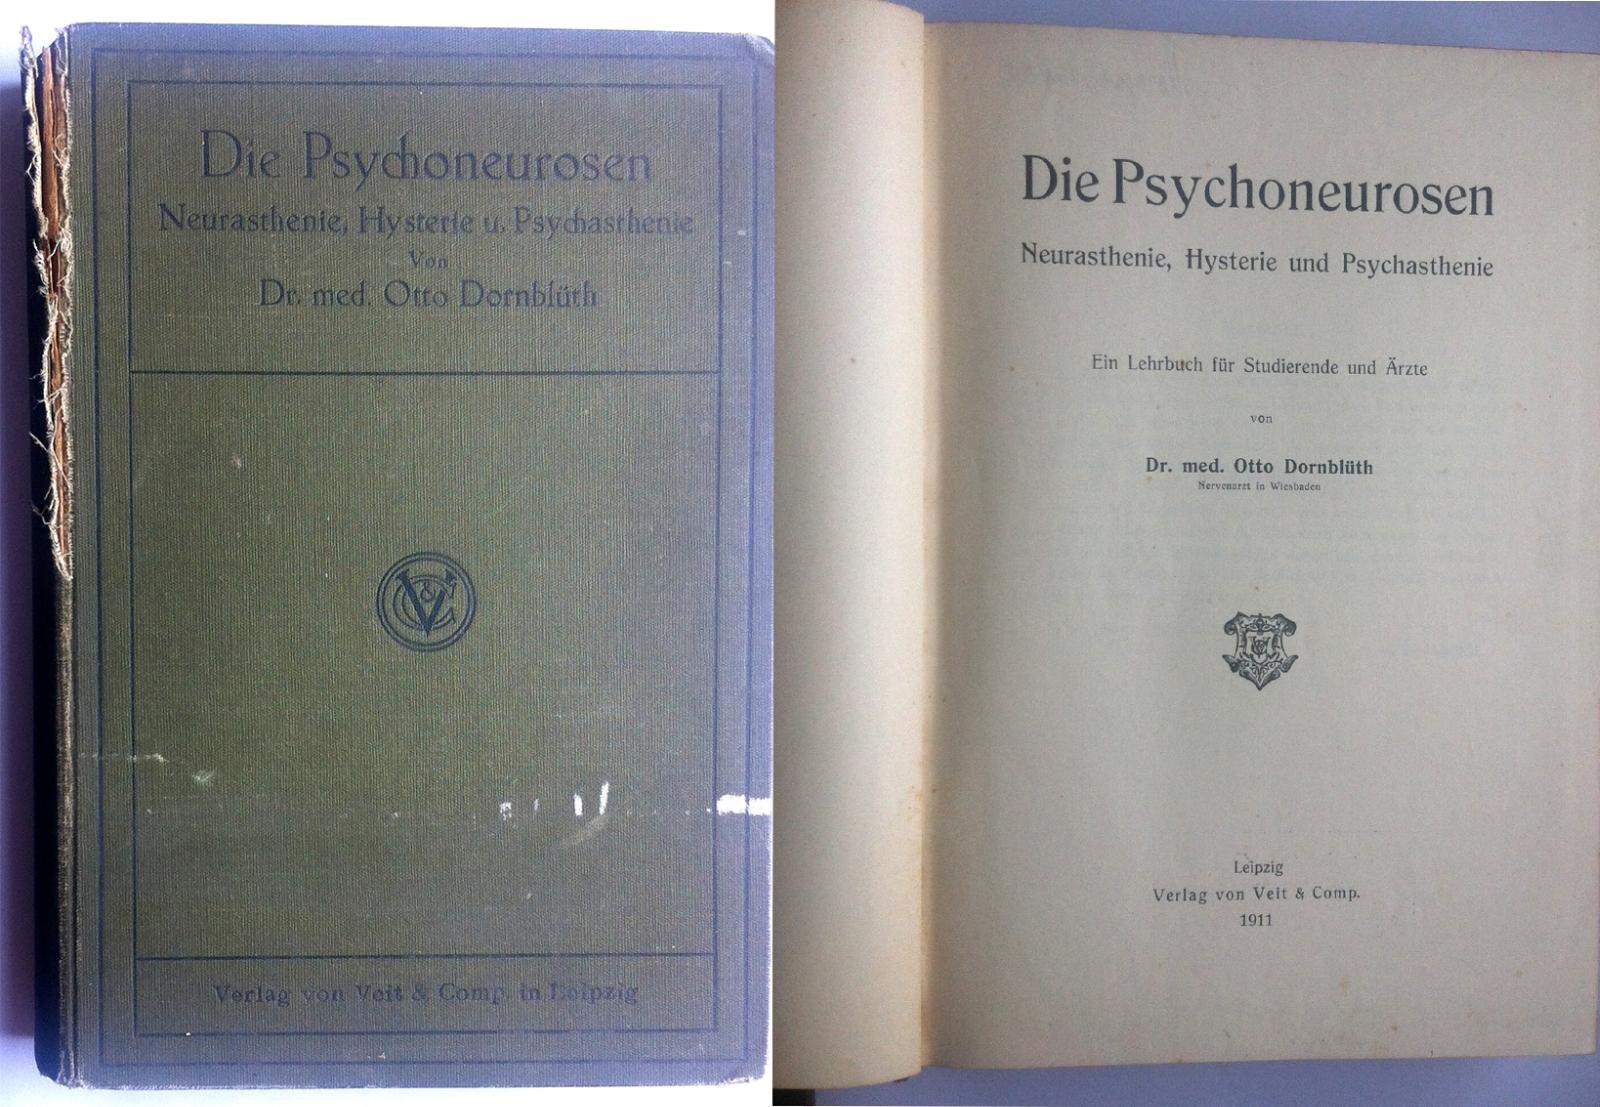 Die Psychoneurosen
Neurasthenie, Hysterie u. Psychasthenie
Von
Dr. med. Otto Dornblüth
V & C
Verlag von Veit & Comp. in Leipzig
Die Psychoneurosen
Neurasthenie, Hysterie und Psychasthenie
Ein Lehrbuch für Studierende und Ärzte
von
Dr. med. Otto Dornblüth
Nervenarzt in Wiesbaden
Leipzig
Verlag von Veit & Comp.
1911